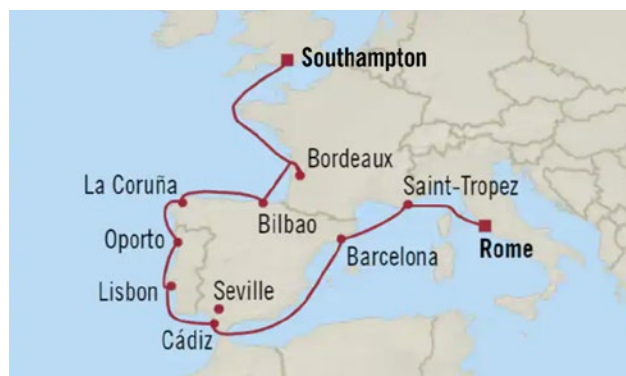 Southampton
Bordeaux
La Coruña
Saint-Tropez
Bilbao
Oporto
Barcelona
Rome
Lisbon
Seville
Cádiz